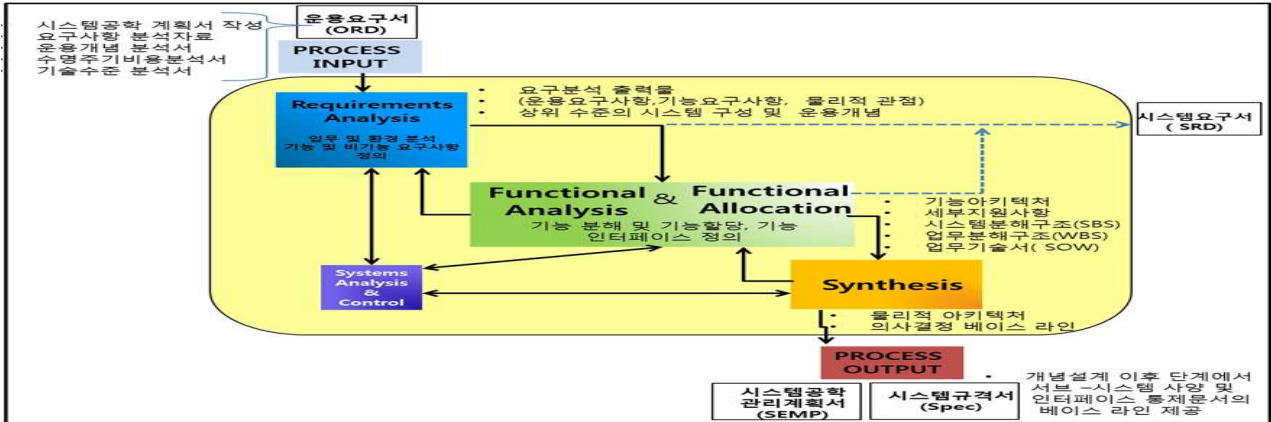 시스템공학 계획서 작성
요구사항 분석자료
운용개념 분석서
수명주기비용분석서
기술수준 분석서
운용요구서
(ORD)
PROCESS
INPUT
Requirements
Analysis
임무 및 환경 분석
기능 및 비기능 요구사항
정의
• 요구분석 출력물
• (운용요구사항,기능요구사항, 물리적 관점)
• 상위 수준의 시스템 구성 및 운용개념
시스템요구서
( SRD)
Functional & Functional
Analysis Allocation
기능 분해 및 기능할당, 기능
인터페이스 정의
• 기능아키텍처
• 세부지원사항
• 시스템분해구조(SBS)
• 업무분해구조(WBS)
• 업무기술서( SOW)
Systems
Analysis
&
Control
Synthesis
• 물리적 아키텍처
• 의사결정 베이스 라인
PROCESS
OUTPUT
시스템공학
관리계획서
(SEMP)
시스템규격서
(Spec)
• 개념설계 이후 단계에서
서브 –시스템 사양 및
인터페이스 통제문서의
베이스 라인 제공